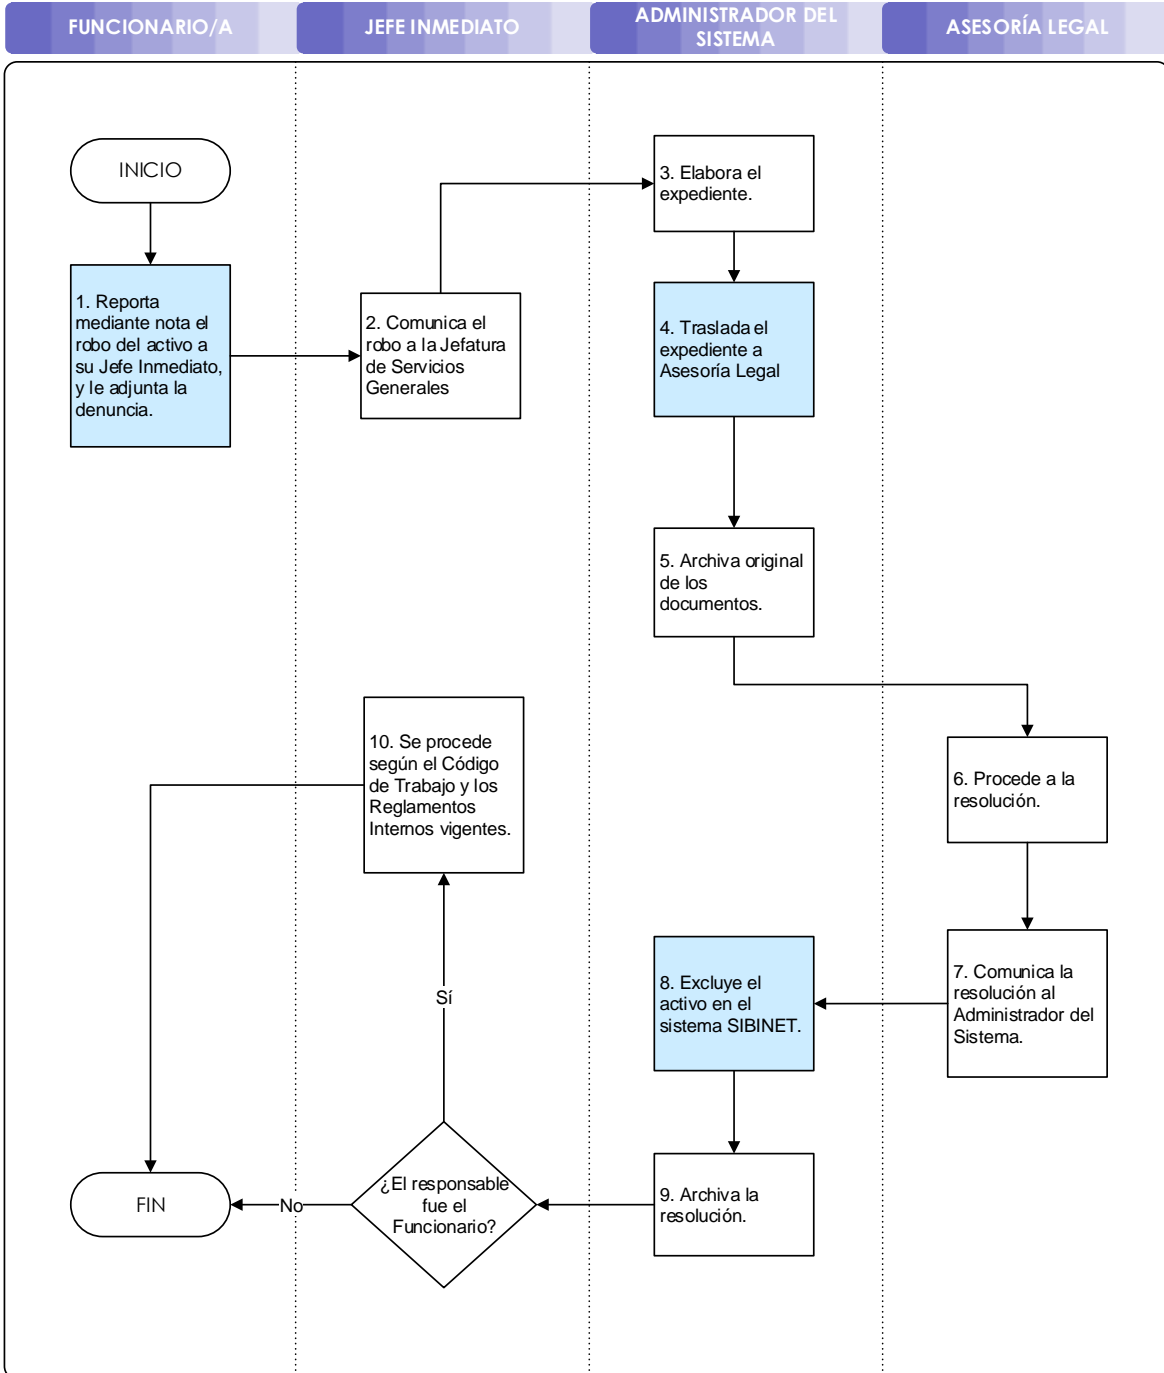 FUNCIONARIO/A
JEFE INMEDIATO
ADMINISTRADOR DEL
SISTEMA
ASESORÍA LEGAL
INICIO
1. Reporta
mediante nota el
robo del activo a
su Jefe Inmediato,
y le adjunta la
denuncia.
2. Comunica el
robo a la Jefatura
de Servicios
Generales
3. Elabora el
expediente.
4. Traslada el
expediente a
Asesoría Legal
5. Archiva original
de los
documentos.
6. Procede a la
resolución.
7. Comunica la
resolución al
Administrador del
Sistema.
8. Excluye el
activo en el
sistema SIBINET.
9. Archiva la
resolución.
¿El responsable
fue el
Funcionario?
Sí
No
10. Se procede
según el Código
de Trabajo y los
Reglamentos
Internos vigentes.
FIN